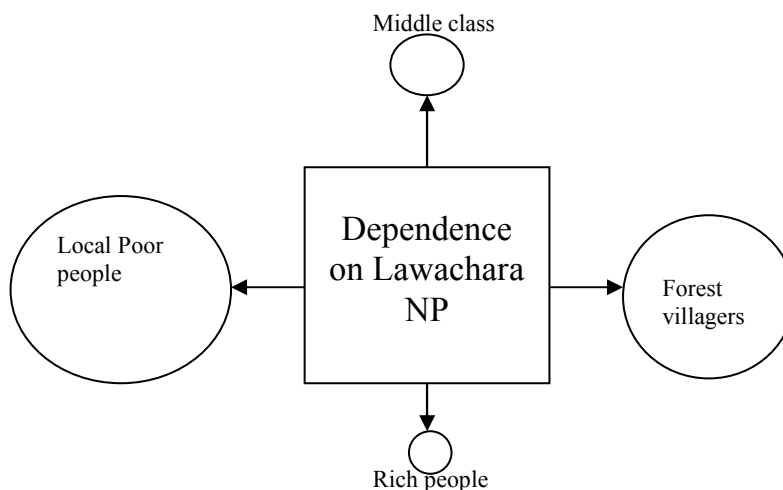 Middle class
Dependence
on Lawachara
NP
Local Poor
people
Forest
villagers
Rich people